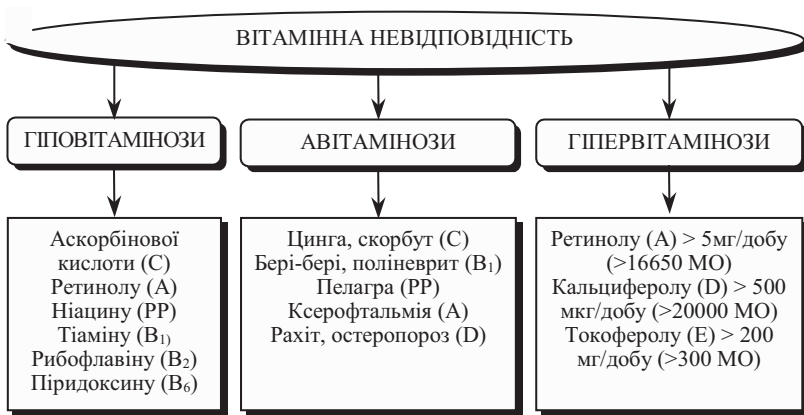 ВІТАМІННА НЕВІДПОВІДНІСТЬ
ГІПОВІТАМІНОЗИ
АВІТАМІНОЗИ
ГІПЕРВІТАМІНОЗИ
Аскорбінової
кислоти (С)
Ретинолу (А)
Ніацину (РР)
Тіаміну (В₁)
Рибофлавіну (В₂)
Піридоксину (В₆)
Цинга, скорбут (С)
Бері-бері, поліневрит (В₁)
Пелагра (РР)
Ксерофтальмія (А)
Рахіт, остеропороз (D)
Ретинолу (А) > 5мг/добу
(>16650 МО)
Кальциферолу (D) > 500
мкг/добу (>20000 МО)
Токоферолу (Е) > 200
мг/добу (>300 МО)